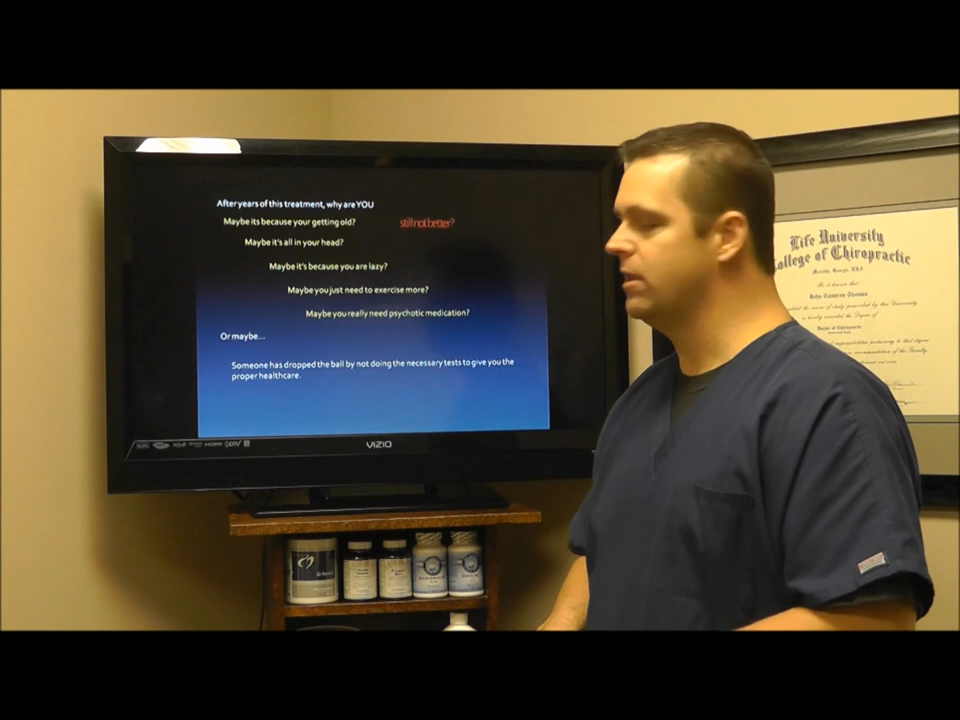 After years of this treatment, why are YOU
still not better?
Maybe its because your getting old?
Maybe it's all in your head?
Maybe it's because you are lazy?
Maybe you just need to exercise more?
Maybe you really need psychotic medication?
Or maybe...
Someone has dropped the ball by not doing the necessary tests to give you the
proper healthcare.
VIZIO
Life University
College of Chiropractic
Marietta, Georgia, USA